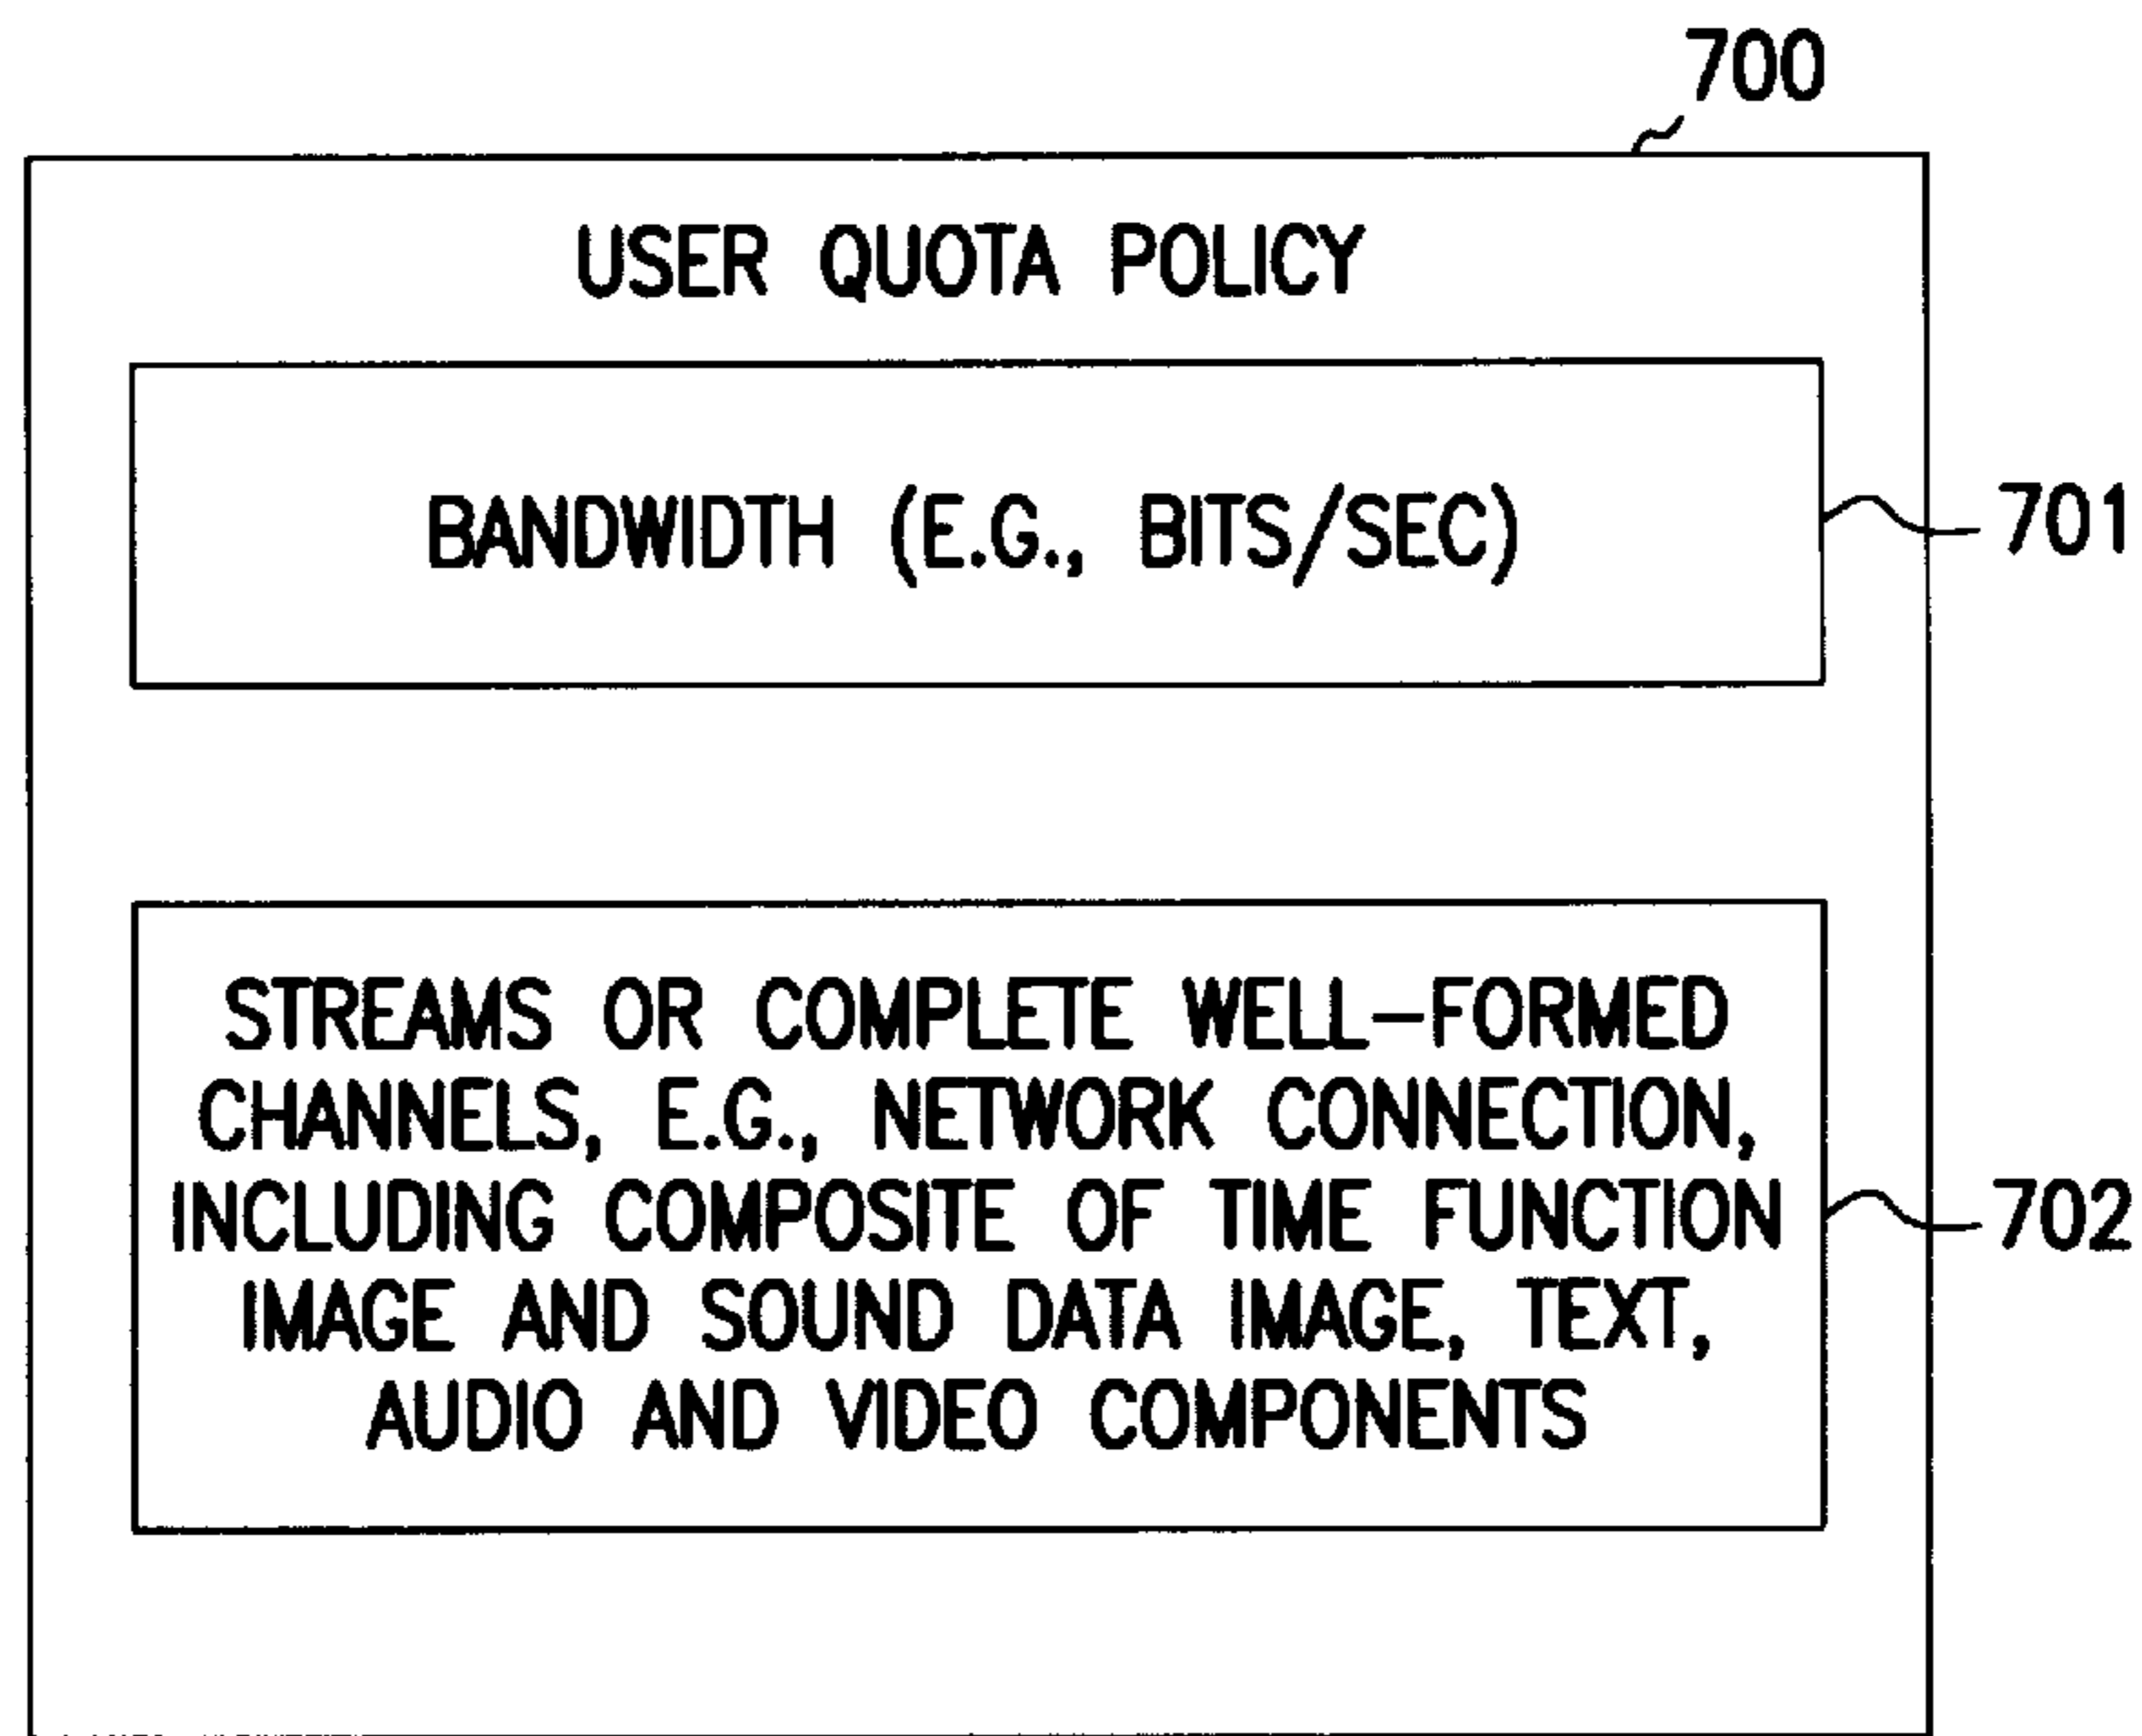 700
USER QUOTA POLICY
BANDWIDTH (E.G., BITS/SEC)
701
STREAMS OR COMPLETE WELL-FORMED
CHANNELS, E.G., NETWORK CONNECTION,
INCLUDING COMPOSITE OF TIME FUNCTION
IMAGE AND SOUND DATA IMAGE, TEXT,
AUDIO AND VIDEO COMPONENTS
702